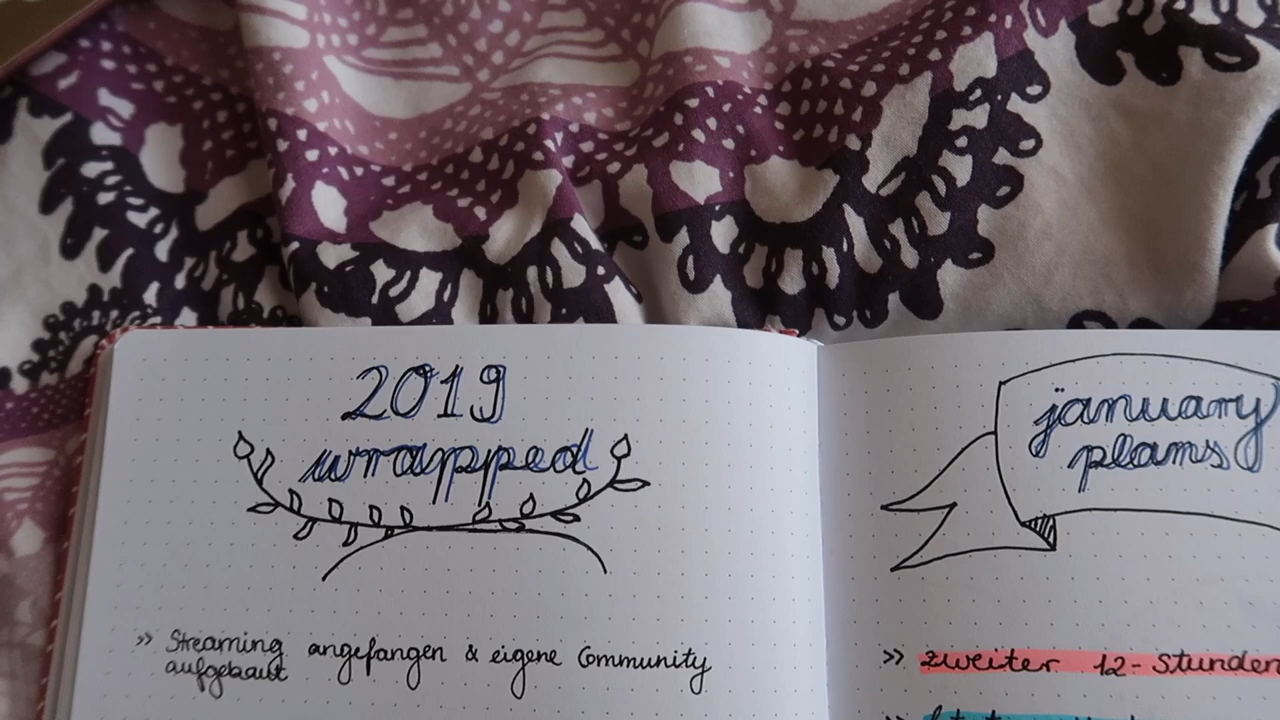 2019
wrapped
>> Streaming angefangen & eigene Community
aufgebaut
january
plans
>> zweiter 12-Stunden
>>